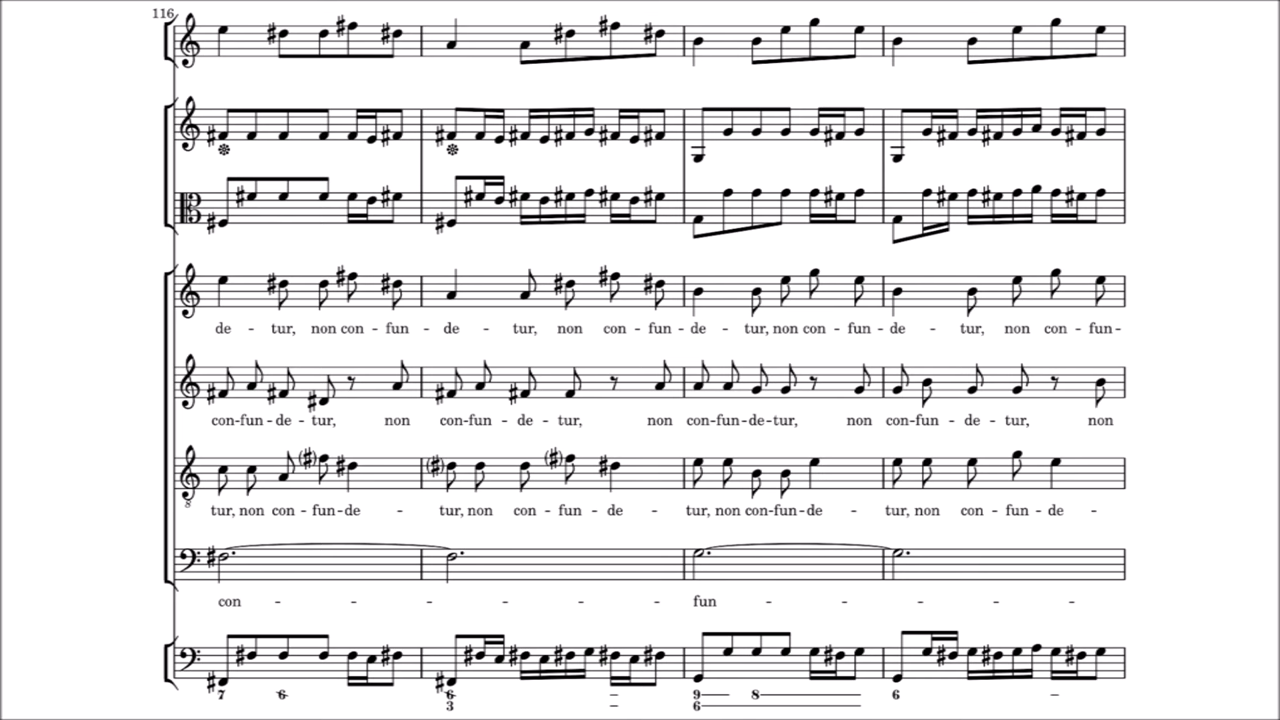 116
de - tur, non con - fun - de - tur, non con - fun - de - tur, non con - fun - de - tur, non con - fun -
con - fun - de - tur, non con - fun - de - tur, non con - fun - de - tur, non con - fun - de - tur, non
8
tur, non con - fun - de - tur, non con - fun - de - tur, non con - fun - de - tur, non con - fun - de -
con - - - - - - fun - - - - -
7 6 6 9 8 6
3 6